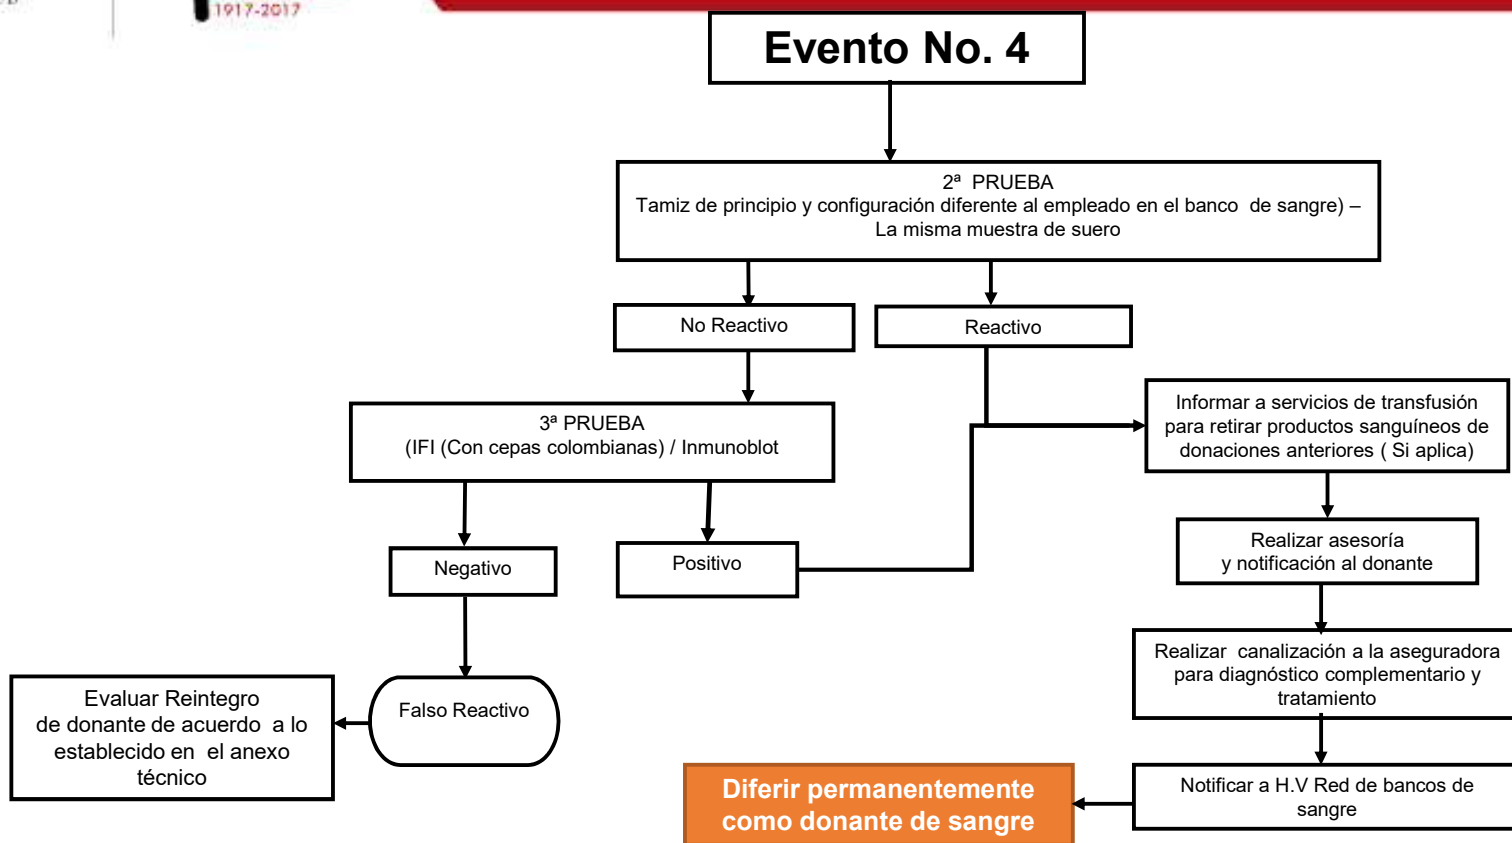 1917-2017
Evento No. 4
2ª PRUEBA
Tamiz de principio y configuración diferente al empleado en el banco de sangre) –
La misma muestra de suero
No Reactivo
Reactivo
3ª PRUEBA
(IFI (Con cepas colombianas) / Inmunoblot
Informar a servicios de transfusión
para retirar productos sanguíneos de
donaciones anteriores ( Si aplica)
Negativo
Positivo
Realizar asesoría
y notificación al donante
Realizar canalización a la aseguradora
para diagnóstico complementario y
tratamiento
Evaluar Reintegro
de donante de acuerdo a lo
establecido en el anexo
técnico
Falso Reactivo
Diferir permanentemente
como donante de sangre
Notificar a H.V Red de bancos de
sangre